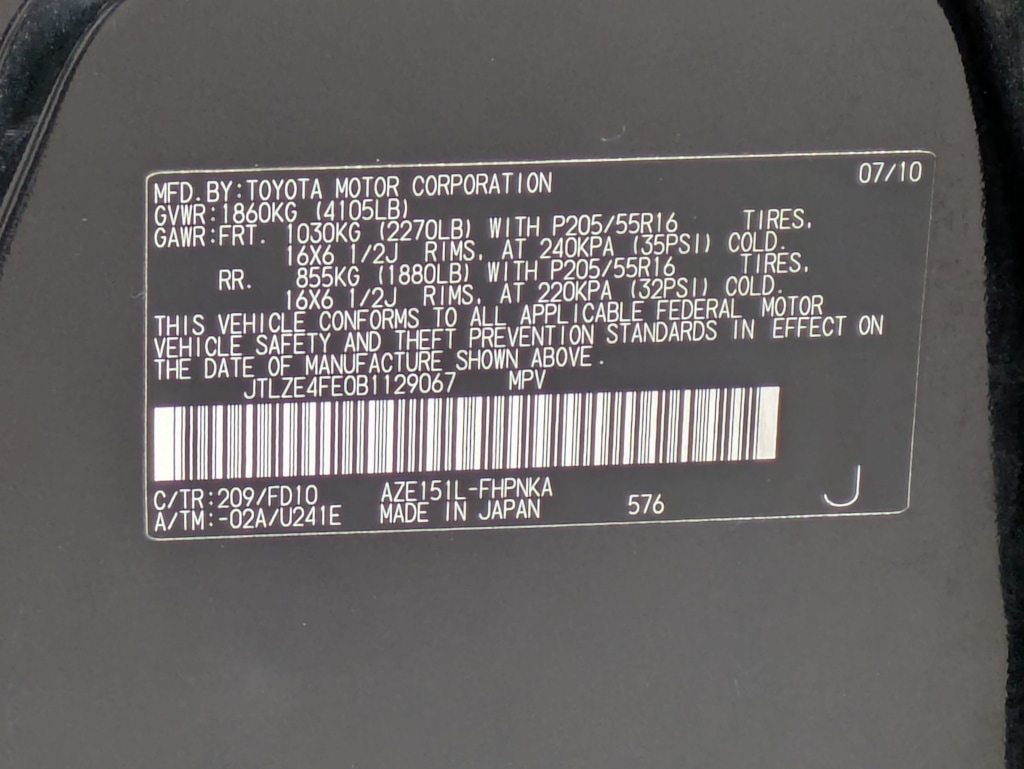 07/10
MFD.BY:TOYOTA MOTOR CORPORATION
GVWR:1860KG (4105LB)
GAWR:FRT. 1030KG (2270LB) WITH P205/55R16 TIRES,
16X6 1/2J RIMS, AT 240KPA (35PSI) COLD.
RR. 855KG (1880LB) WITH P205/55R16 TIRES,
16X6 1/2J RIMS, AT 220KPA (32PSI) COLD.
THIS VEHICLE CONFORMS TO ALL APPLICABLE FEDERAL MOTOR
VEHICLE SAFETY AND THEFT PREVENTION STANDARDS IN EFFECT ON
THE DATE OF MANUFACTURE SHOWN ABOVE.
JTLZE4FE0B1129067 MPV
C/TR:209/FD10 AZE151L-FHPNKA
A/TM:-02A/U241E MADE IN JAPAN 576 J